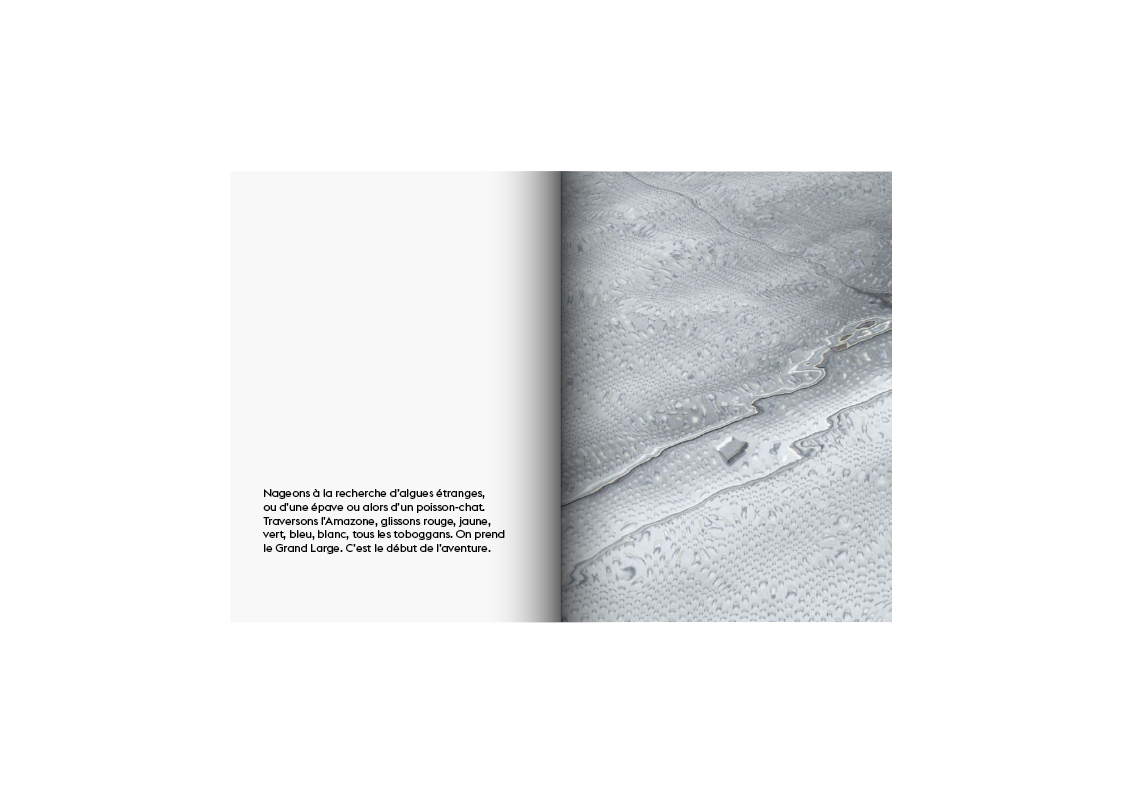 Nageons à la recherche d’algues étranges,
ou d’une épave ou alors d’un poisson-chat.
Traversons l’Amazone, glissons rouge, jaune,
vert, bleu, blanc, tous les toboggans. On prend
le Grand Large. C’est le début de l’aventure.